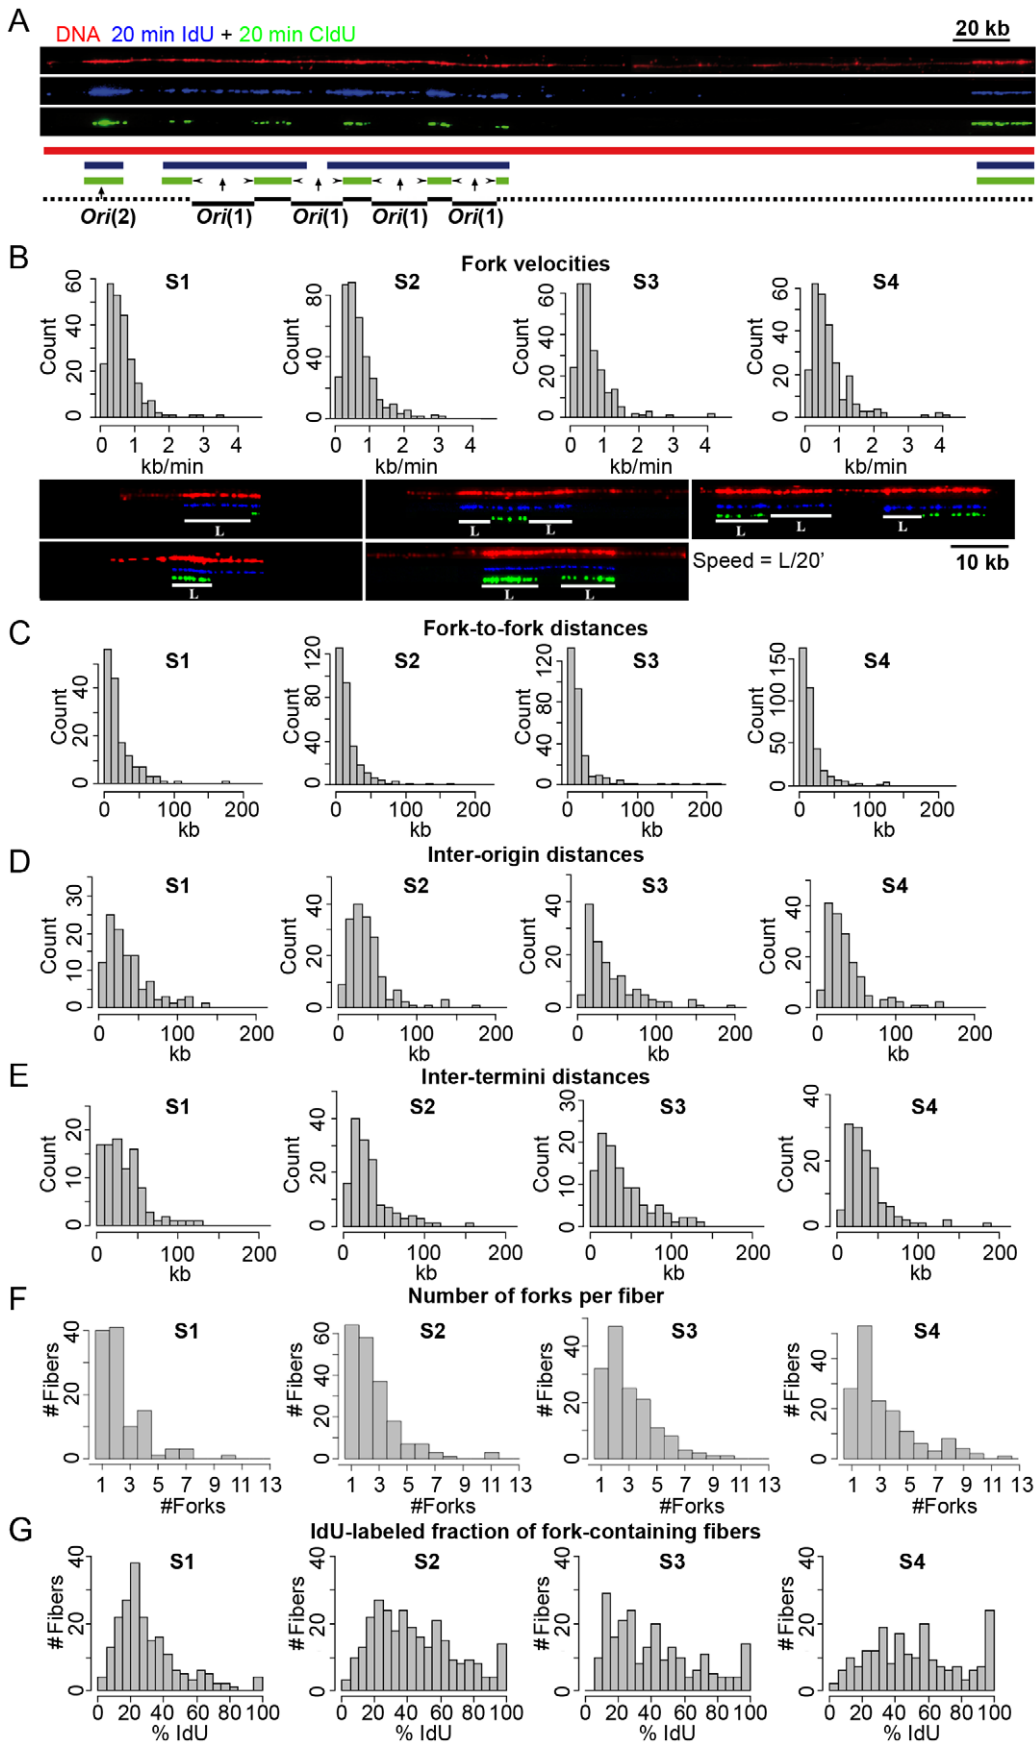 A
DNA 20 min IdU + 20 min CldU
20 kb
Ori(2) Ori(1) Ori(1) Ori(1) Ori(1)
B
Fork velocities
S1 S2 S3 S4
Count Count Count Count
0 20 40 60
0 40 80
0 20 40 60
0 20 40 60
0 1 2 3 4
0 1 2 3 4
0 1 2 3 4
0 1 2 3 4
kb/min kb/min kb/min kb/min
L L L L L
L L L
Speed = L/20'
10 kb
C
Fork-to-fork distances
S1 S2 S3 S4
Count Count Count Count
0 20 40
0 40 80 120
0 40 80 120
0 50 100 150
0 100 200
0 100 200
0 100 200
0 100 200
kb kb kb kb
D
Inter-origin distances
S1 S2 S3 S4
Count Count Count Count
0 10 20 30
0 20 40
0 20 40
0 20 40
0 100 200
0 100 200
0 100 200
0 100 200
kb kb kb kb
E
Inter-termini distances
S1 S2 S3 S4
Count Count Count Count
0 10 20
0 20 40
0 10 20 30
0 20 40
0 100 200
0 100 200
0 100 200
0 100 200
kb kb kb kb
F
Number of forks per fiber
S1 S2 S3 S4
#Fibers #Fibers #Fibers #Fibers
0 20 40
0 20 40 60
0 20 40
0 20 40
1 3 5 7 9 11 13
1 3 5 7 9 11 13
1 3 5 7 9 11 13
1 3 5 7 9 11 13
#Forks #Forks #Forks #Forks
G
IdU-labeled fraction of fork-containing fibers
S1 S2 S3 S4
#Fibers #Fibers #Fibers #Fibers
0 20 40
0 20 40
0 20 40
0 20 40
0 20 60 100
0 20 40 60 80 100
0 20 40 60 80 100
0 20 40 60 80 100
% IdU % IdU % IdU % IdU